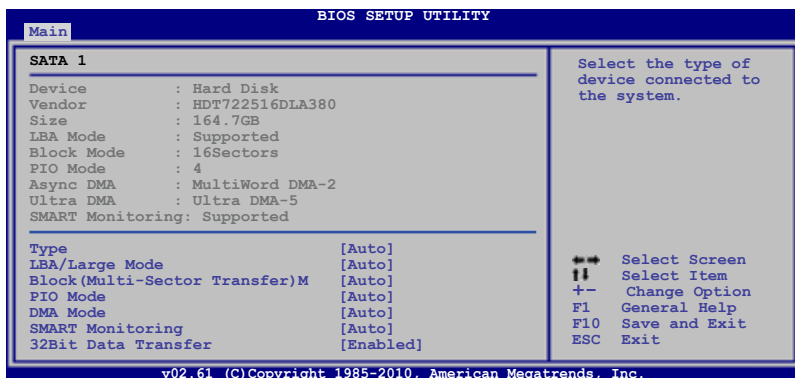 BIOS SETUP UTILITY
Main
SATA 1
Device : Hard Disk
Vendor : HDT722516DLA380
Size : 164.7GB
LBA Mode : Supported
Block Mode : 16Sectors
PIO Mode : 4
Async DMA : MultiWord DMA-2
Ultra DMA : Ultra DMA-5
SMART Monitoring: Supported
Type [Auto]
LBA/Large Mode [Auto]
Block(Multi-Sector Transfer)M [Auto]
PIO Mode [Auto]
DMA Mode [Auto]
SMART Monitoring [Auto]
32Bit Data Transfer [Enabled]
Select the type of
device connected to
the system.
Select Screen
Select Item
+- Change Option
F1 General Help
F10 Save and Exit
ESC Exit
v02.61 (C)Copyright 1985-2010, American Megatrends, Inc.